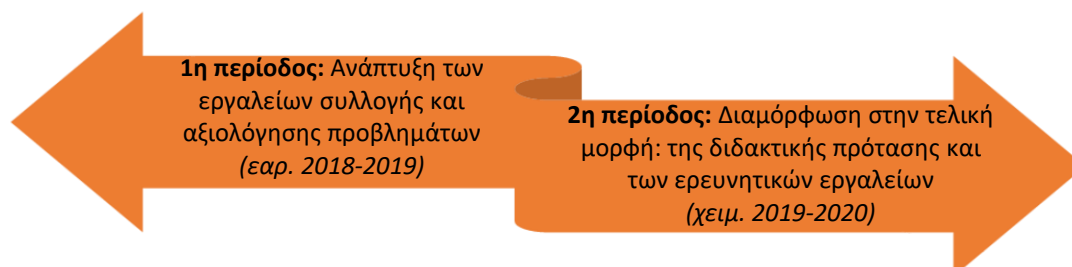 1η περίοδος: Ανάπτυξη των
εργαλείων συλλογής και
αξιολόγησης προβλημάτων
(εαρ. 2018-2019)
2η περίοδος: Διαμόρφωση στην τελική
μορφή: της διδακτικής πρότασης και
των ερευνητικών εργαλείων
(χειμ. 2019-2020)